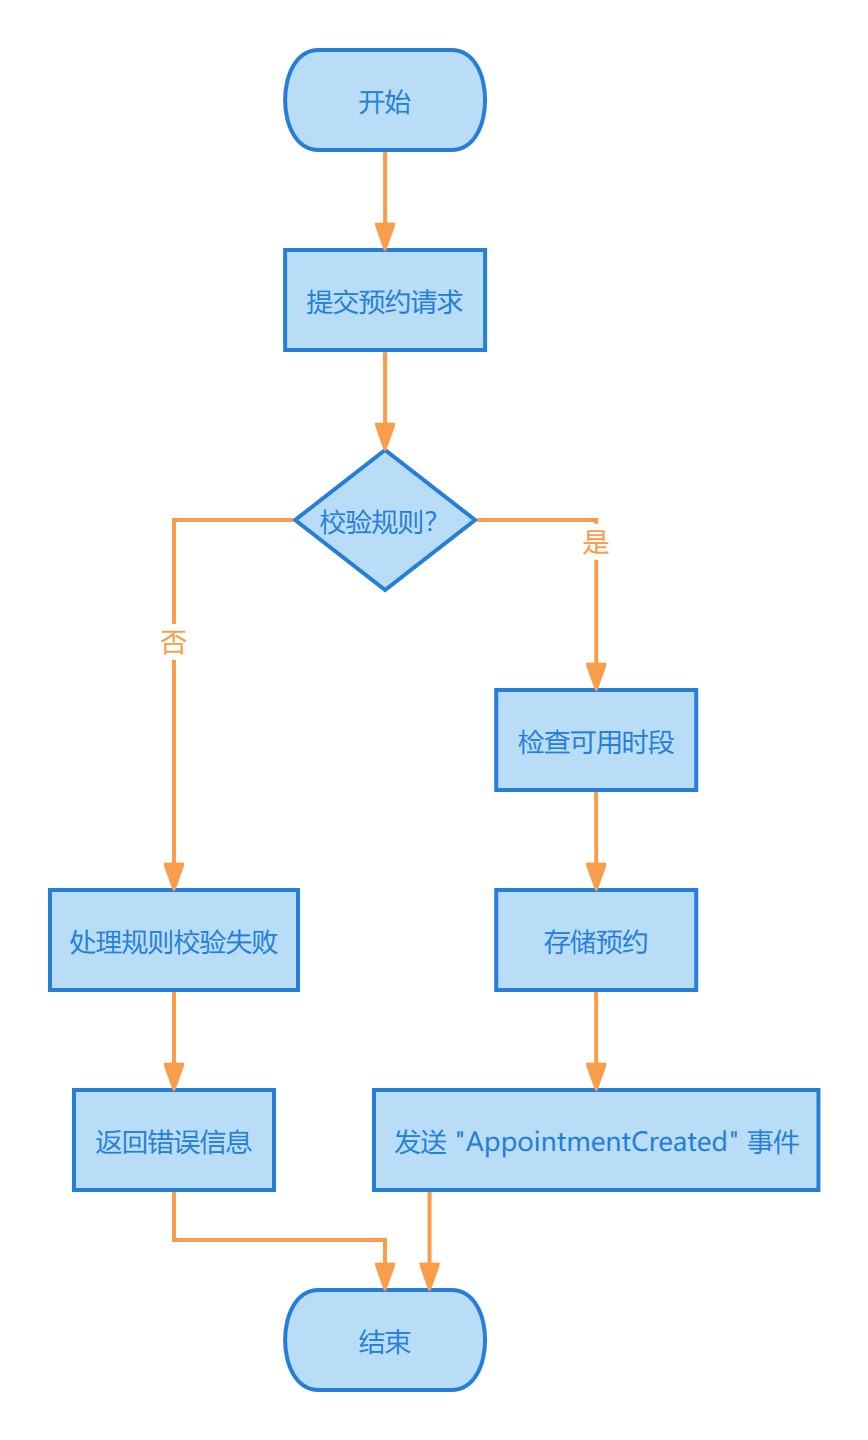 开始
提交预约请求
校验规则?
是
否
检查可用时段
处理规则校验失败
存储预约
返回错误信息
发送 "AppointmentCreated" 事件
结束